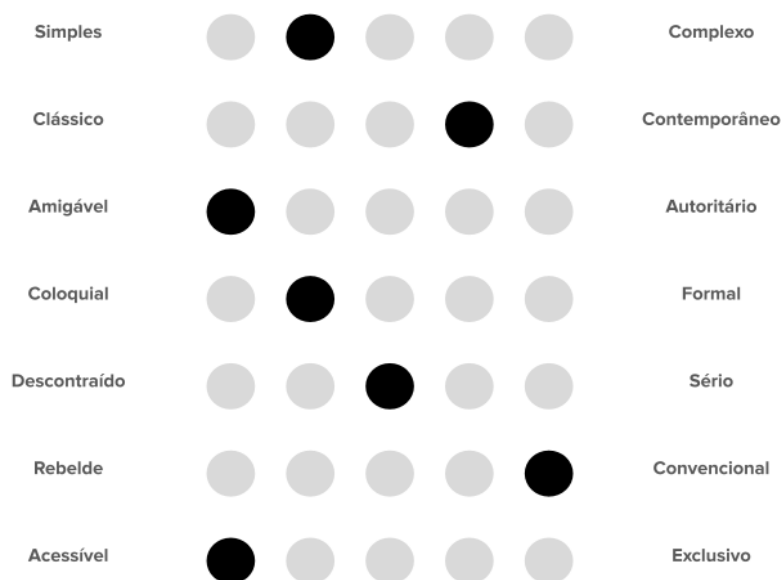 Simples Complexo
Clássico Contemporâneo
Amigável Autoritário
Coloquial Formal
Descontraído Sério
Rebelde Convencional
Acessível Exclusivo